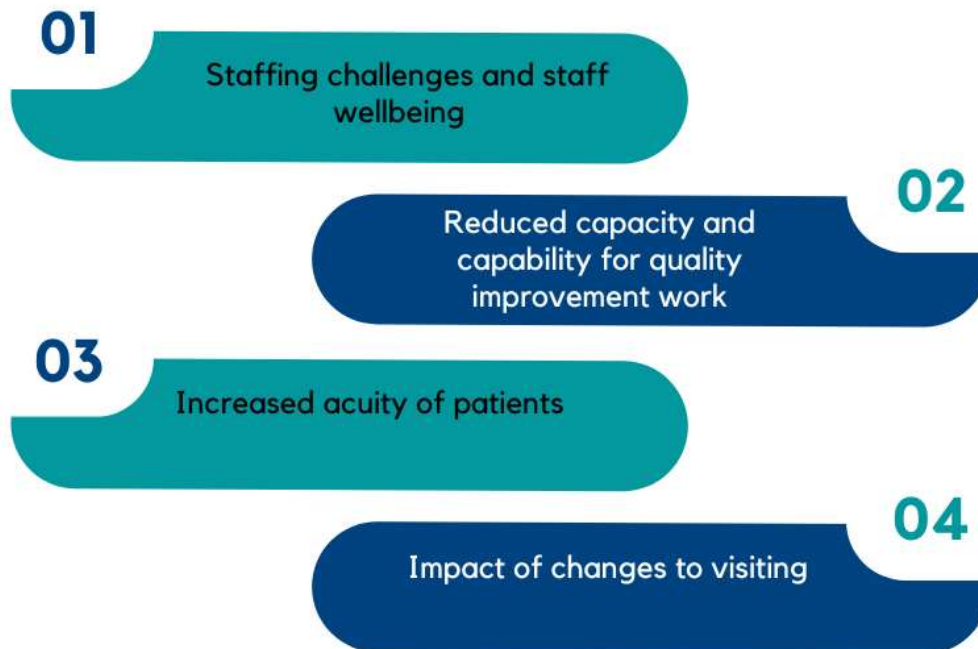 01
Staffing challenges and staff
wellbeing
02
Reduced capacity and
capability for quality
improvement work
03
Increased acuity of patients
04
Impact of changes to visiting